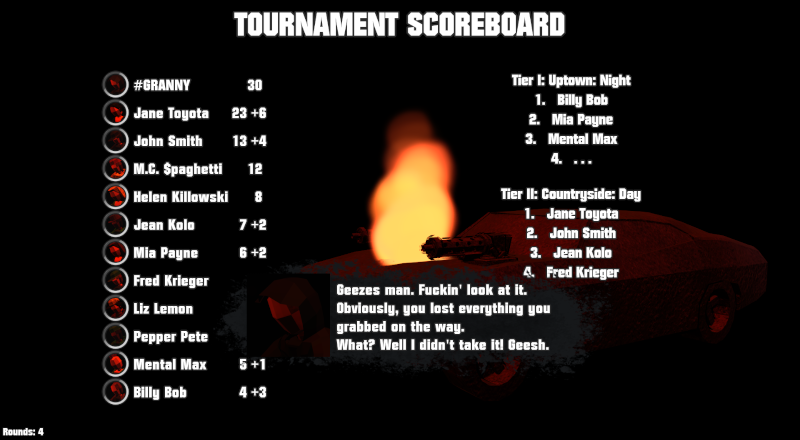 TOURNAMENT SCOREBOARD
#GRANNY 30
Jane Toyota 23 +6
John Smith 13 +4
M.C. $paghetti 12
Helen Killowski 8
Jean Kolo 7 +2
Mia Payne 6 +2
Fred Krieger
Liz Lemon
Pepper Pete
Mental Max 5 +1
Billy Bob 4 +3
Tier I: Uptown: Night
1. Billy Bob
2. Mia Payne
3. Mental Max
4. . . .
Tier II: Countryside: Day
1. Jane Toyota
2. John Smith
3. Jean Kolo
4. Fred Krieger
Geezes man. Fuckin' look at it.
Obviously, you lost everything you
grabbed on the way.
What? Well I didn't take it! Geesh.
Rounds: 4